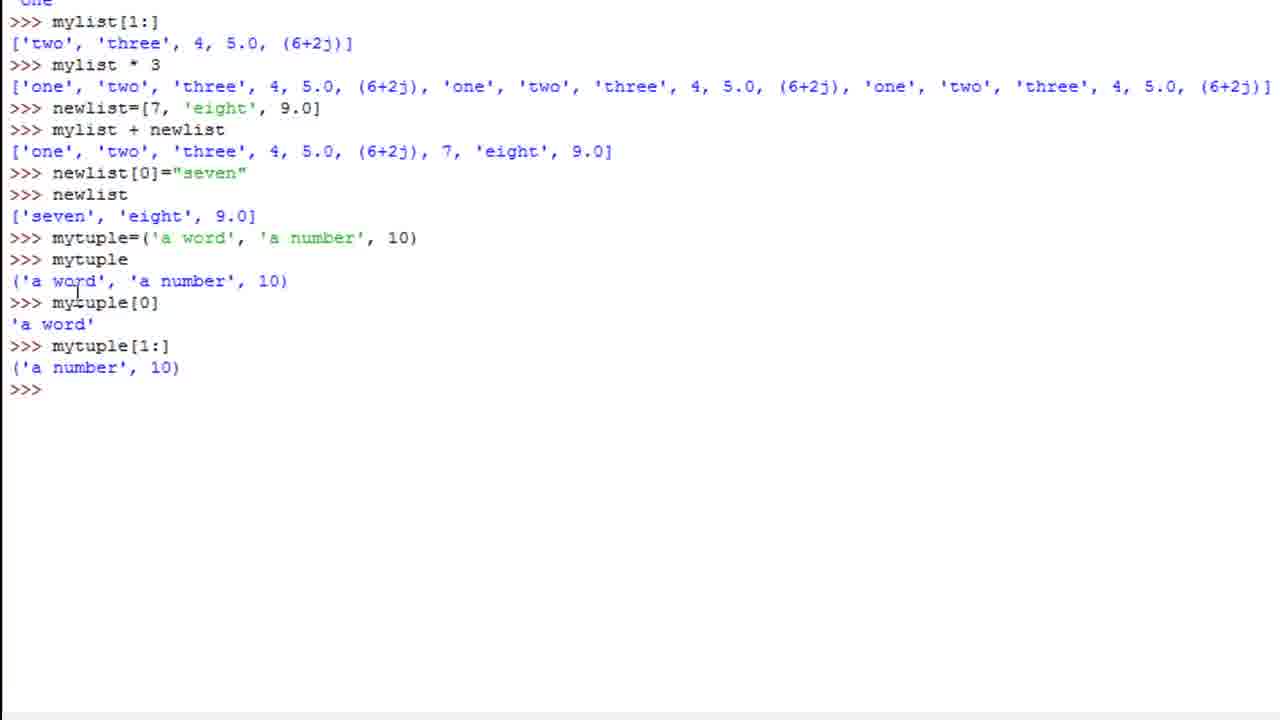 'one'
>>> mylist[1:]
['two', 'three', 4, 5.0, (6+2j)]
>>> mylist * 3
['one', 'two', 'three', 4, 5.0, (6+2j), 'one', 'two', 'three', 4, 5.0, (6+2j), 'one', 'two', 'three', 4, 5.0, (6+2j)]
>>> newlist=[7, 'eight', 9.0]
>>> mylist + newlist
['one', 'two', 'three', 4, 5.0, (6+2j), 7, 'eight', 9.0]
>>> newlist[0]="seven"
>>> newlist
['seven', 'eight', 9.0]
>>> mytuple=('a word', 'a number', 10)
>>> mytuple
('a word', 'a number', 10)
>>> mytuple[0]
'a word'
>>> mytuple[1:]
('a number', 10)
>>>